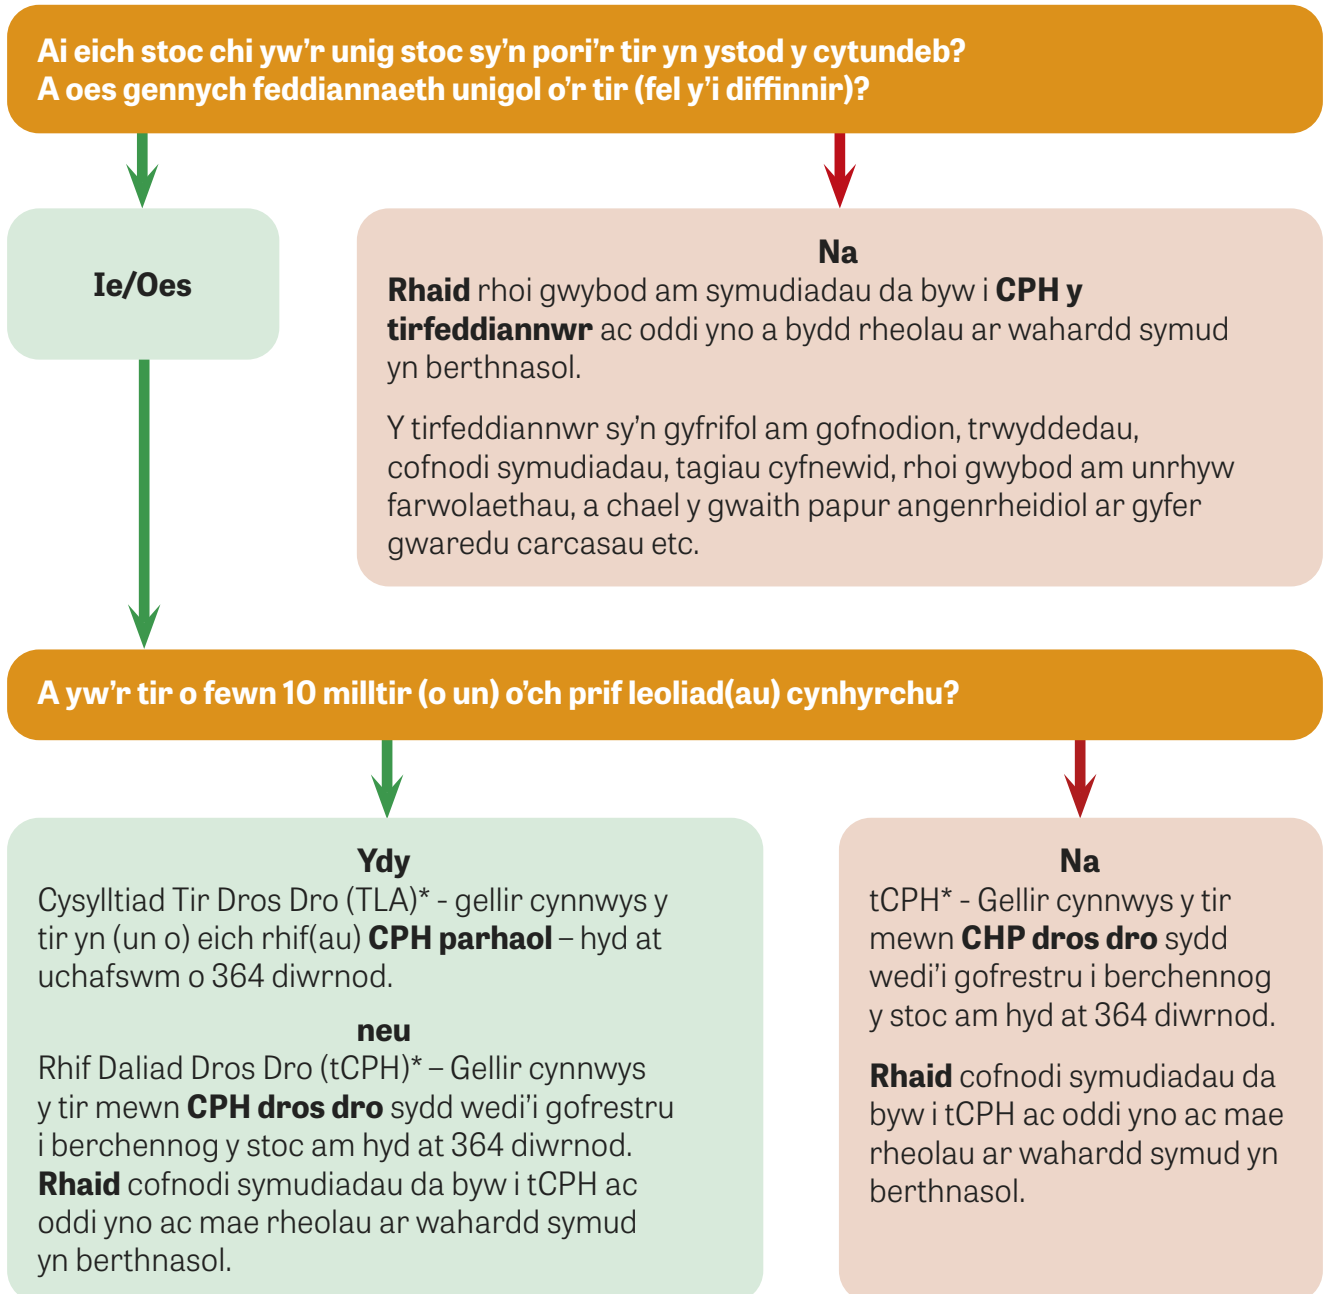 Ai eich stoc chi yw'r unig stoc sy'n pori'r tir yn ystod y cytundeb?
A oes gennych feddiannaeth unigol o'r tir (fel y'i diffinnir)?
Ie/Oes
Na
Rhaid rhoi gwybod am symudiadau da byw i CPH y
tirfeddiannwr ac oddi yno a bydd rheolau ar wahardd symud
yn berthnasol.
Y tirfeddiannwr sy'n gyfrifol am gofnodion, trwyddedau,
cofnodi symudiadau, tagiau cyfnewid, rhoi gwybod am unrhyw
farwolaethau, a chael y gwaith papur angenrheidiol ar gyfer
gwaredu carcasau etc.
A yw'r tir o fewn 10 milltir (o un) o'ch prif leoliad(au) cynhyrchu?
Ydy
Cysylltiad Tir Dros Dro (TLA)* - gellir cynnwys y
tir yn (un o) eich rhif(au) CPH parhaol – hyd at
uchafswm o 364 diwrnod.
neu
Rhif Daliad Dros Dro (tCPH)* – Gellir cynnwys
y tir mewn CPH dros dro sydd wedi'i gofrestru
i berchennog y stoc am hyd at 364 diwrnod.
Rhaid cofnodi symudiadau da byw i tCPH ac
oddi yno ac mae rheolau ar wahardd symud
yn berthnasol.
Na
tCPH* - Gellir cynnwys y tir
mewn CHP dros dro sydd
wedi'i gofrestru i berchennog
y stoc am hyd at 364 diwrnod.
Rhaid cofnodi symudiadau da
byw i tCPH ac oddi yno ac mae
rheolau ar wahardd symud yn
berthnasol.